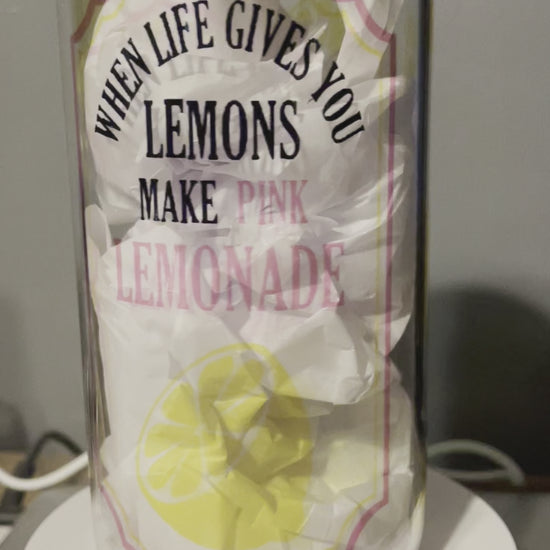 WHEN LIFE GIVES YOU
LEMONS
MAKE PINK
LEMONADE